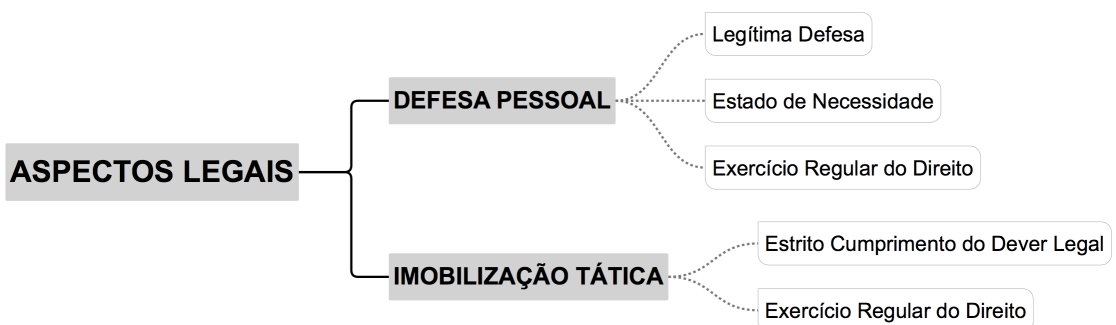 ASPECTOS LEGAIS
DEFESA PESSOAL
Legítima Defesa
Estado de Necessidade
Exercício Regular do Direito
IMOBILIZAÇÃO TÁTICA
Estrito Cumprimento do Dever Legal
Exercício Regular do Direito